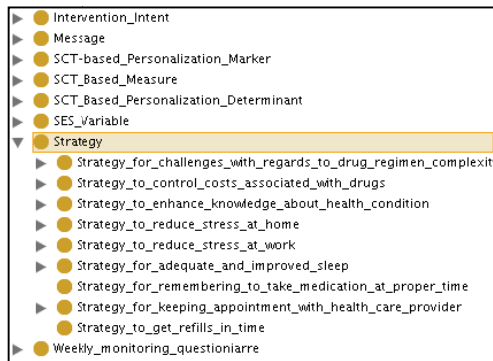 Intervention_Intent
Message
SCT-based_Personalization_Marker
SCT_Based_Measure
SCT_Based_Personalization_Determinant
SES_Variable
Strategy
Strategy_for_challenges_with_regards_to_drug_regimen_complexit
Strategy_to_control_costs_associated_with_drugs
Strategy_to_enhance_knowledge_about_health_condition
Strategy_to_reduce_stress_at_home
Strategy_to_reduce_stress_at_work
Strategy_for_adequate_and_improved_sleep
Strategy_for_remembering_to_take_medication_at_proper_time
Strategy_for_keeping_appointment_with_health_care_provider
Strategy_to_get_refills_in_time
Weekly_monitoring_questioniarre